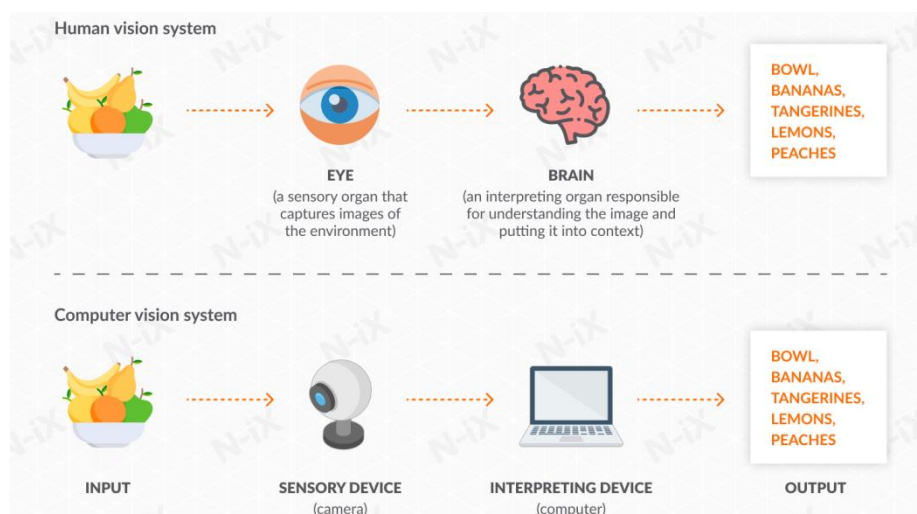 Human vision system
BOWL,
BANANAS,
TANGERINES,
LEMONS,
PEACHES
EYE
(a sensory organ that
captures images of
the environment)
BRAIN
(an interpreting organ responsible
for understanding the image and
putting it into context)
Computer vision system
BOWL,
BANANAS,
TANGERINES,
LEMONS,
PEACHES
INPUT
SENSORY DEVICE
(camera)
INTERPRETING DEVICE
(computer)
OUTPUT
N-iX